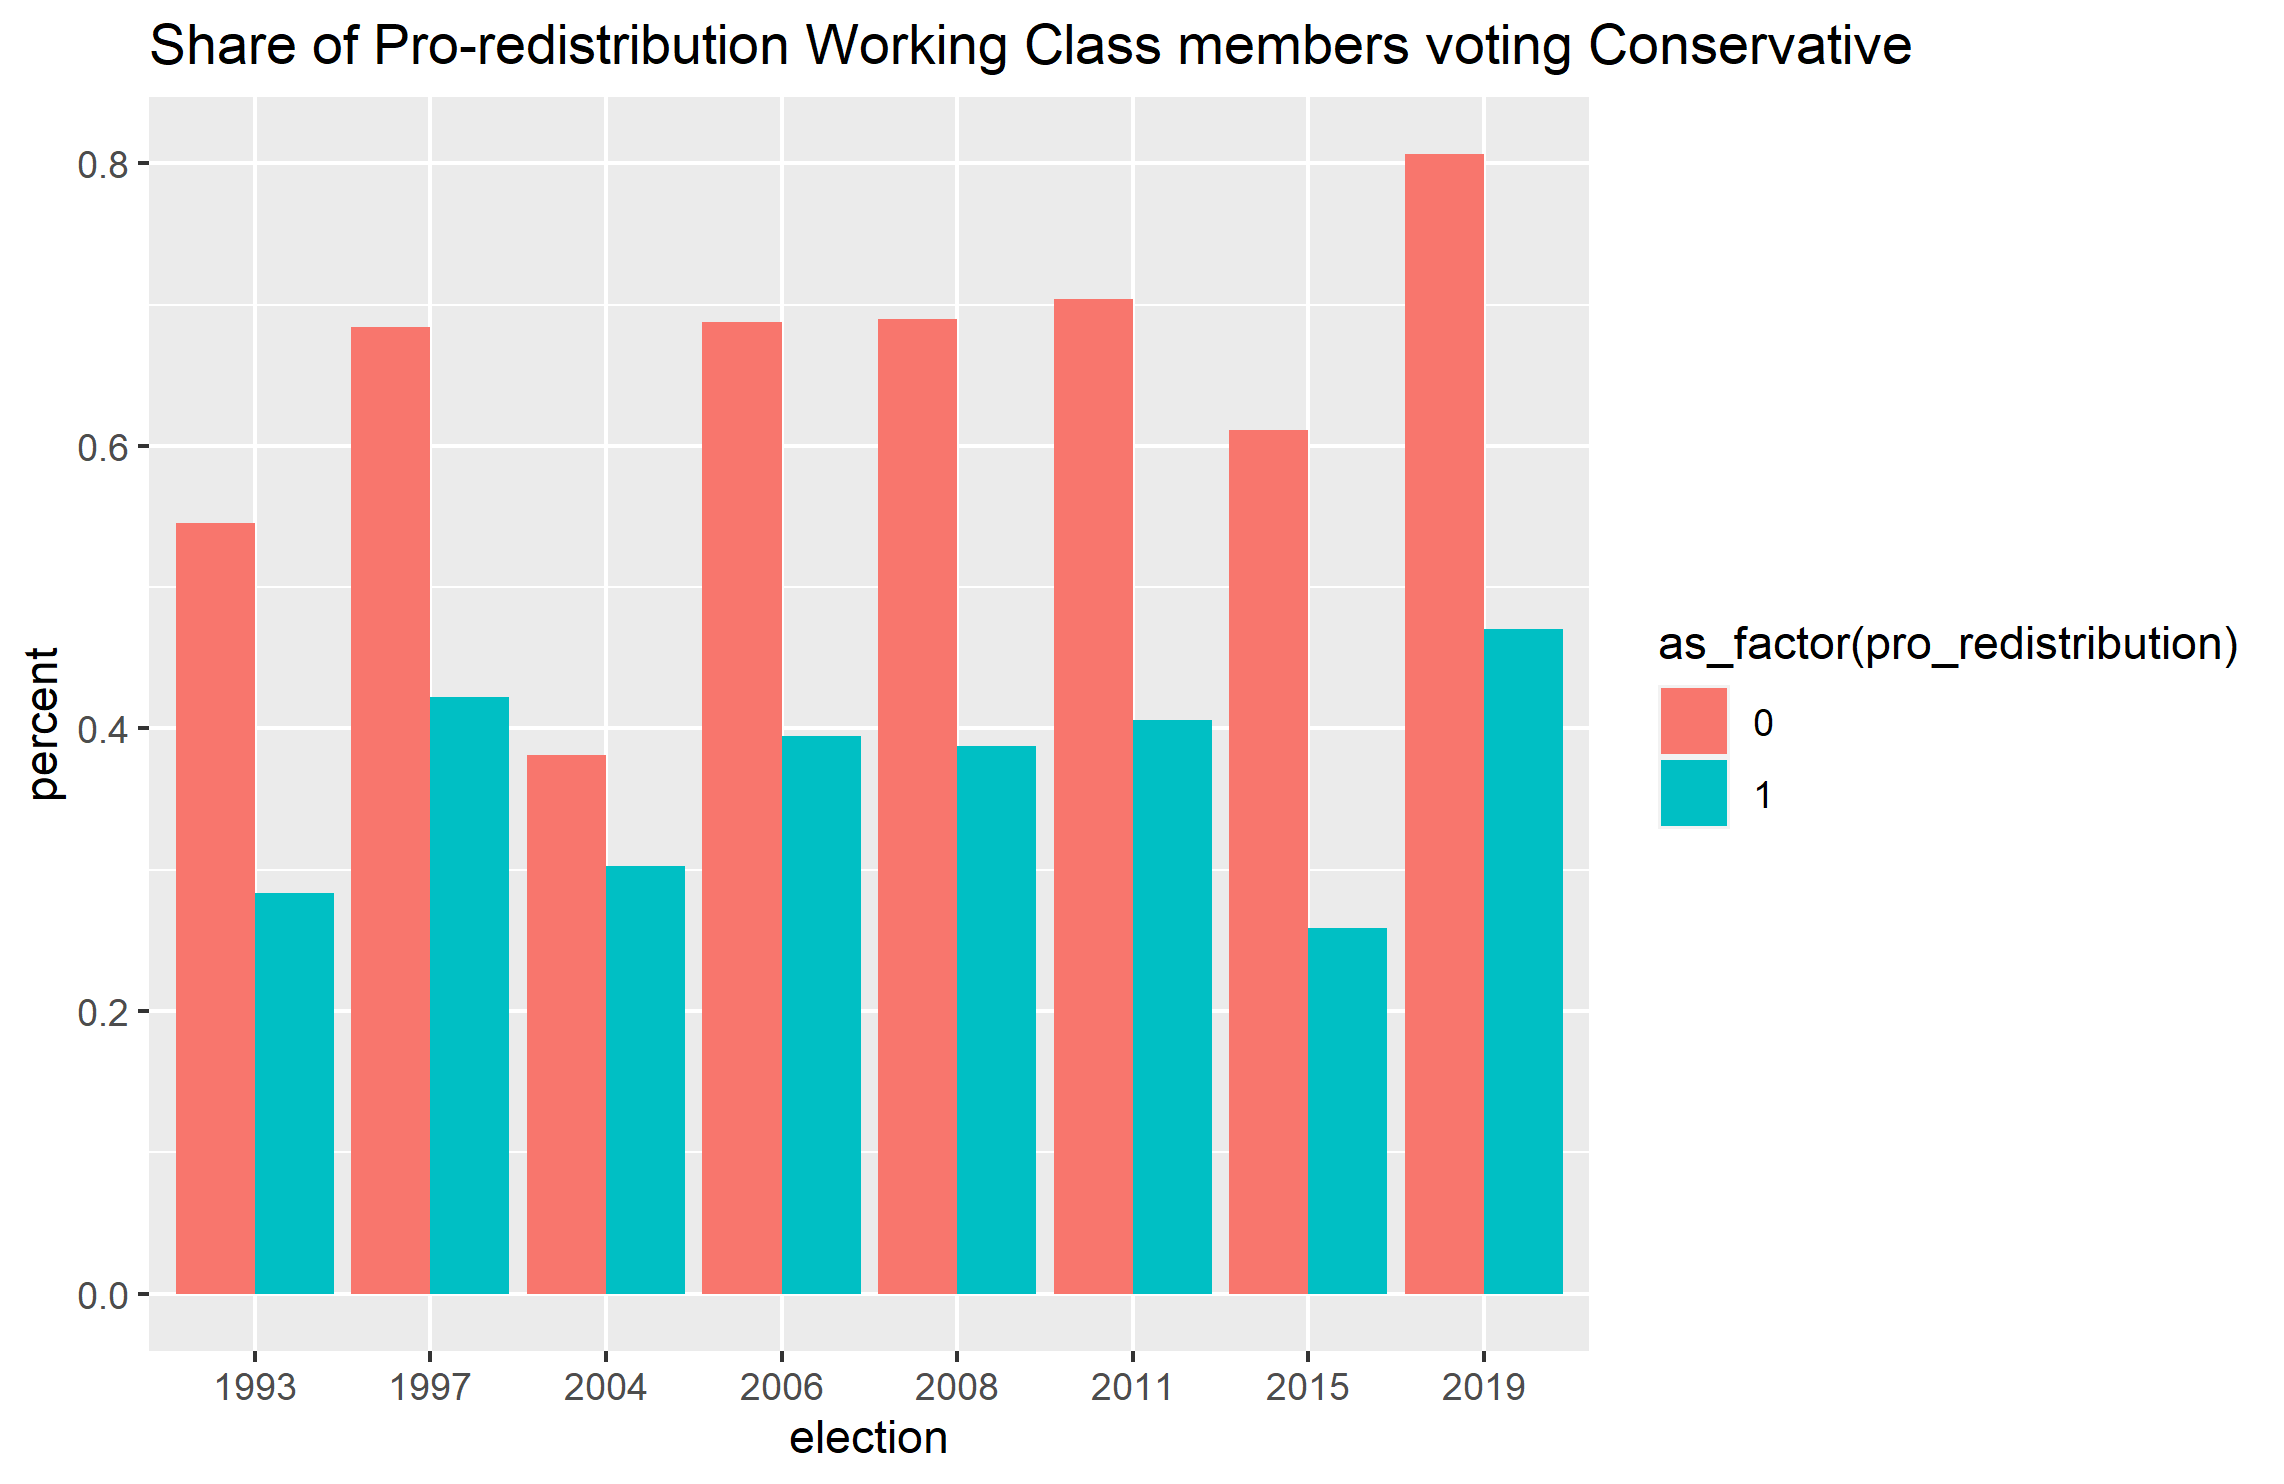 Share of Pro-redistribution Working Class members voting Conservative
percent
0.8
0.6
0.4
0.2
0.0
1993 1997 2004 2006 2008 2011 2015 2019
election
as_factor(pro_redistribution)
0
1